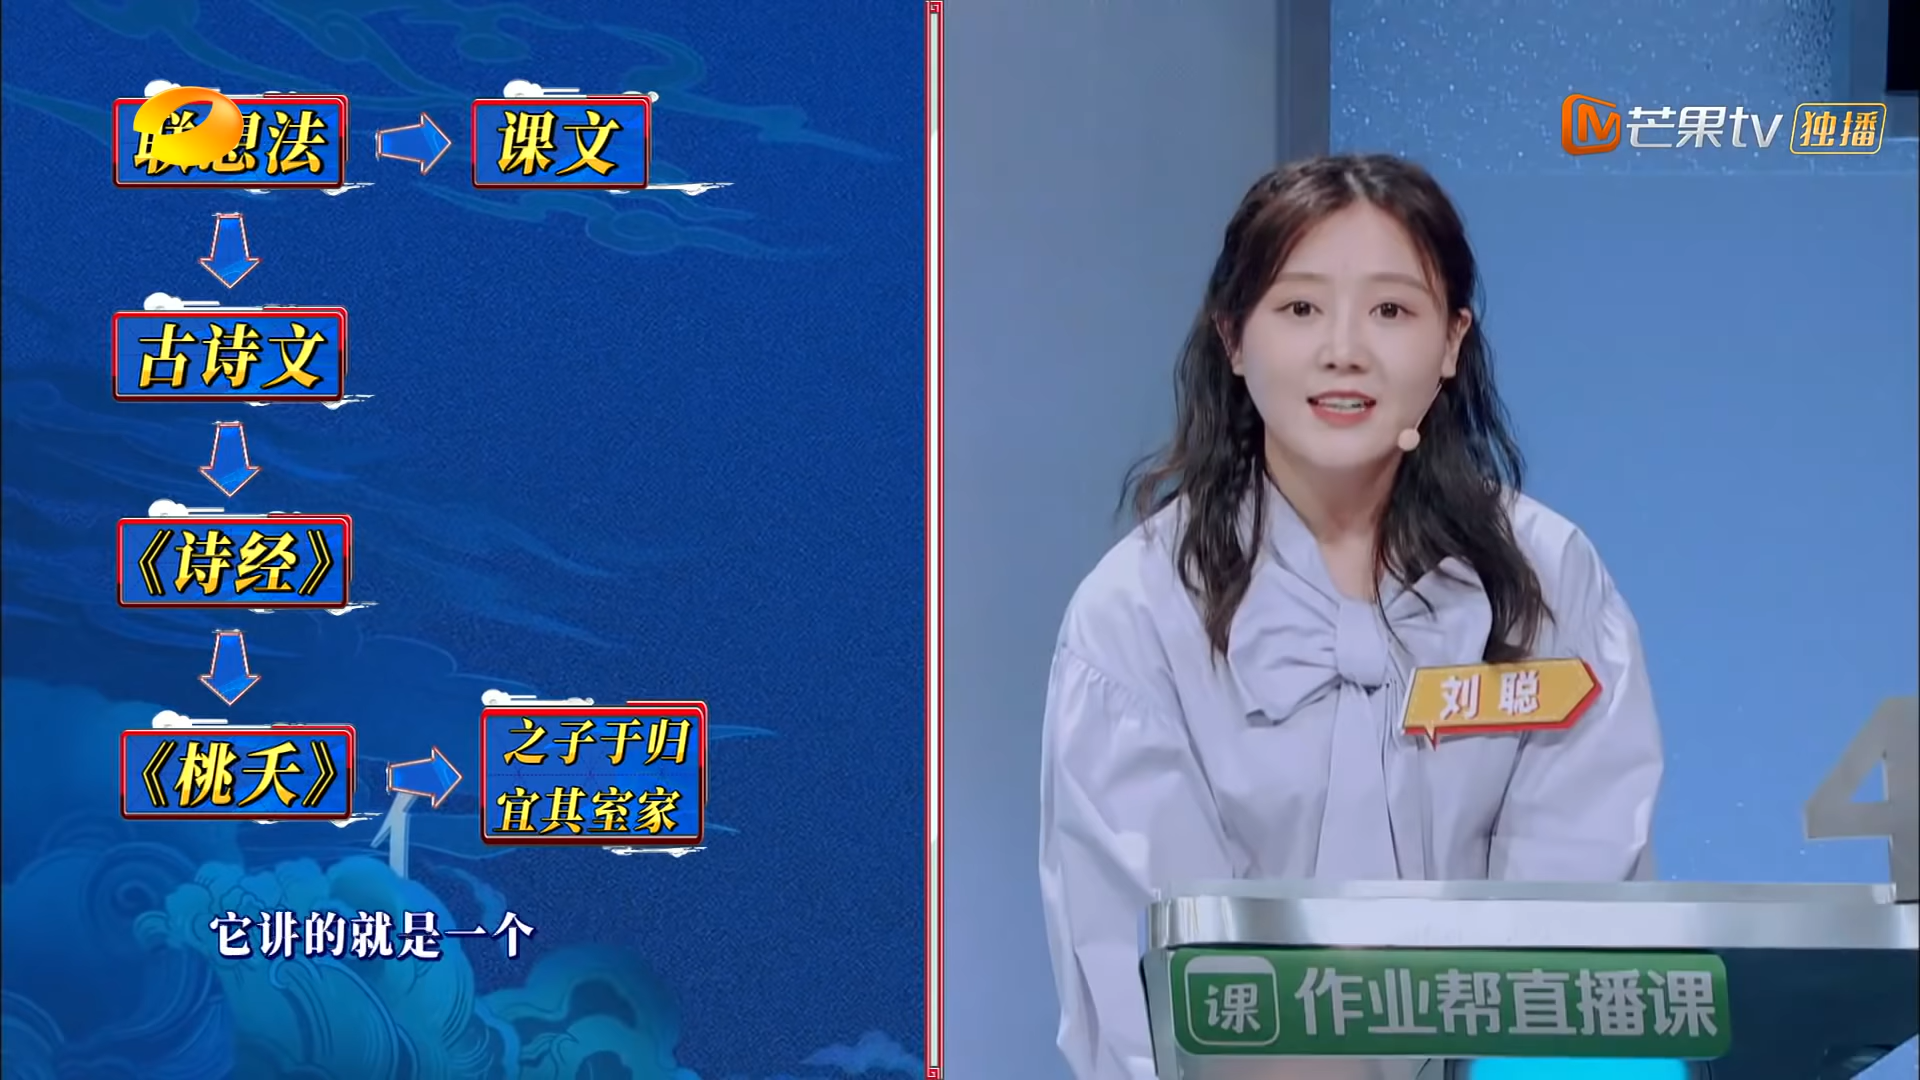 想法
课文
古诗文
《诗经》
《桃夭》
之子于归
宜其室家
它讲的就是一个
芒果tv 独播
刘聪
4
课 作业帮直播课